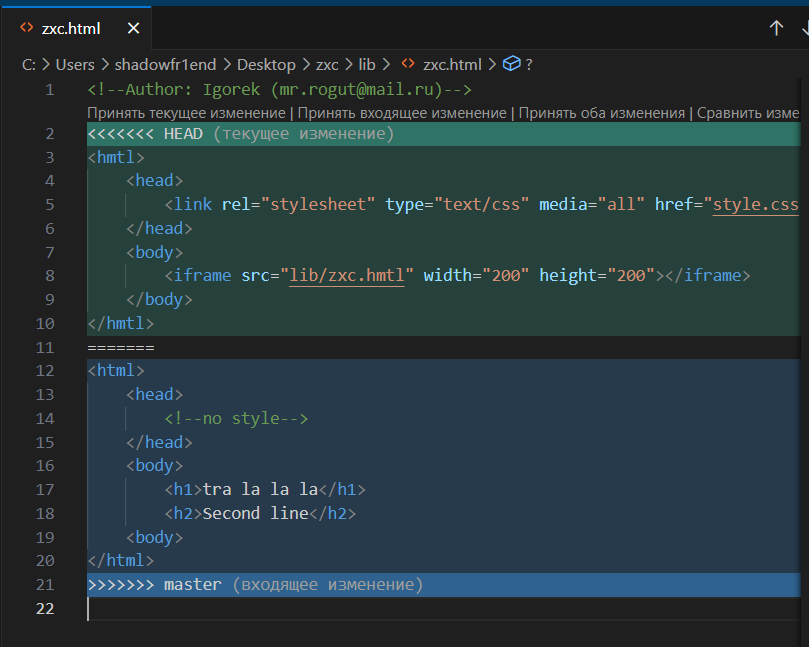 zxc.html
C: > Users > shadowfr1end > Desktop > zxc > lib > zxc.html > ?
1 <!--Author: Igorek (mr.rogut@mail.ru)-->
Принять текущее изменение | Принять входящее изменение | Принять оба изменения | Сравнить изме
2 <<<<<<< HEAD (текущее изменение)
3 <hmtl>
4 <head>
5 <link rel="stylesheet" type="text/css" media="all" href="style.css
6 </head>
7 <body>
8 <iframe src="lib/zxc.hmtl" width="200" height="200"></iframe>
9 </body>
10 </hmtl>
11 =======
12 <html>
13 <head>
14 <!--no style-->
15 </head>
16 <body>
17 <h1>tra la la la</h1>
18 <h2>Second line</h2>
19 <body>
20 </html>
21 >>>>>>> master (входящее изменение)
22